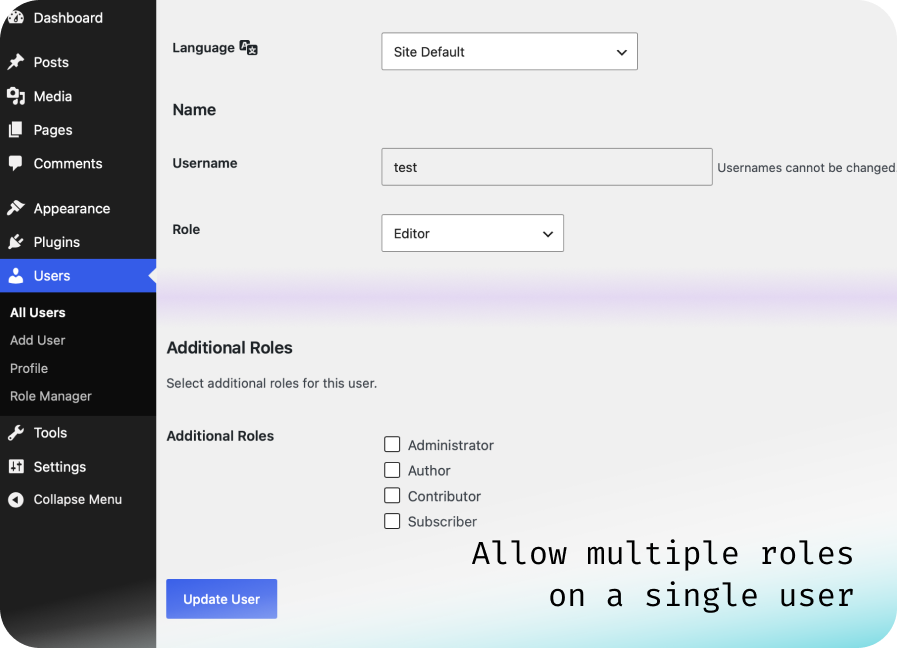 Dashboard
Posts
Media
Pages
Comments
Appearance
Plugins
Users
All Users
Add User
Profile
Role Manager
Tools
Settings
Collapse Menu
Language
Site Default
Name
Username
test
Usernames cannot be changed
Role
Editor
Additional Roles
Select additional roles for this user.
Additional Roles
Administrator
Author
Contributor
Subscriber
Update User
Allow multiple roles
on a single user